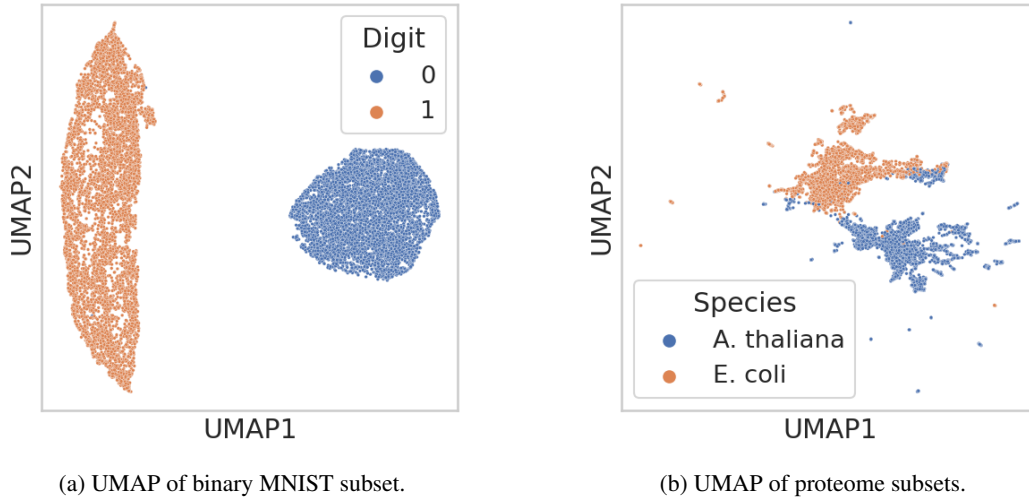 Digit
0
1
UMAP2
UMAP1
(a) UMAP of binary MNIST subset.
UMAP2
Species
A. thaliana
E. coli
UMAP1
(b) UMAP of proteome subsets.